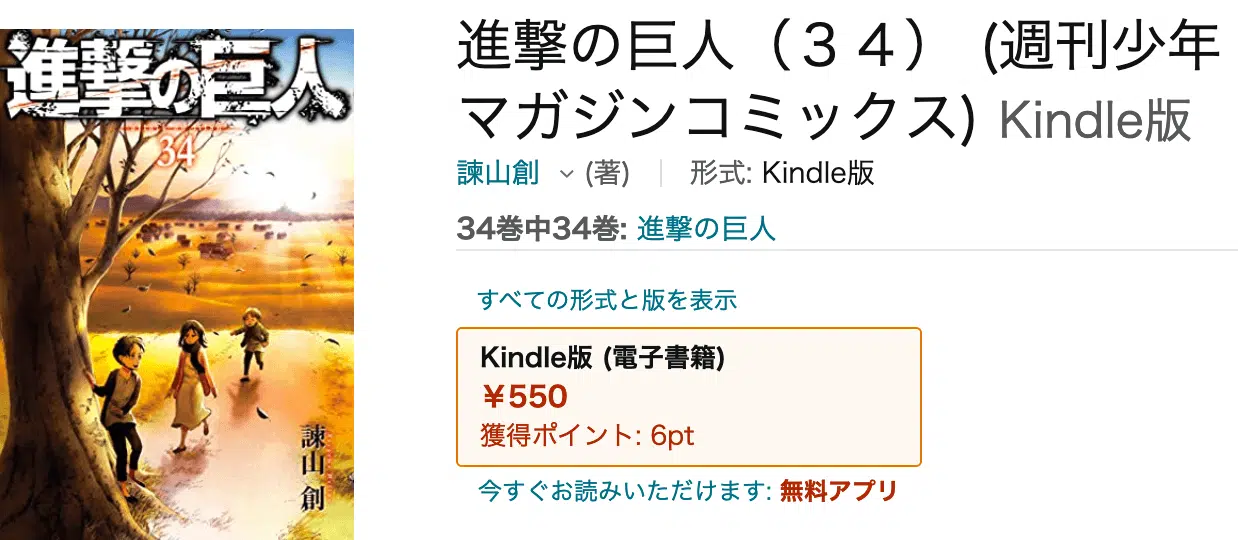 進撃の巨人
34
諫山創
進撃の巨人（３４） (週刊少年
マガジンコミックス) Kindle版
諫山創 (著) 形式: Kindle版
34巻中34巻: 進撃の巨人
すべての形式と版を表示
Kindle版 (電子書籍)
￥550
獲得ポイント: 6pt
今すぐお読みいただけます: 無料アプリ